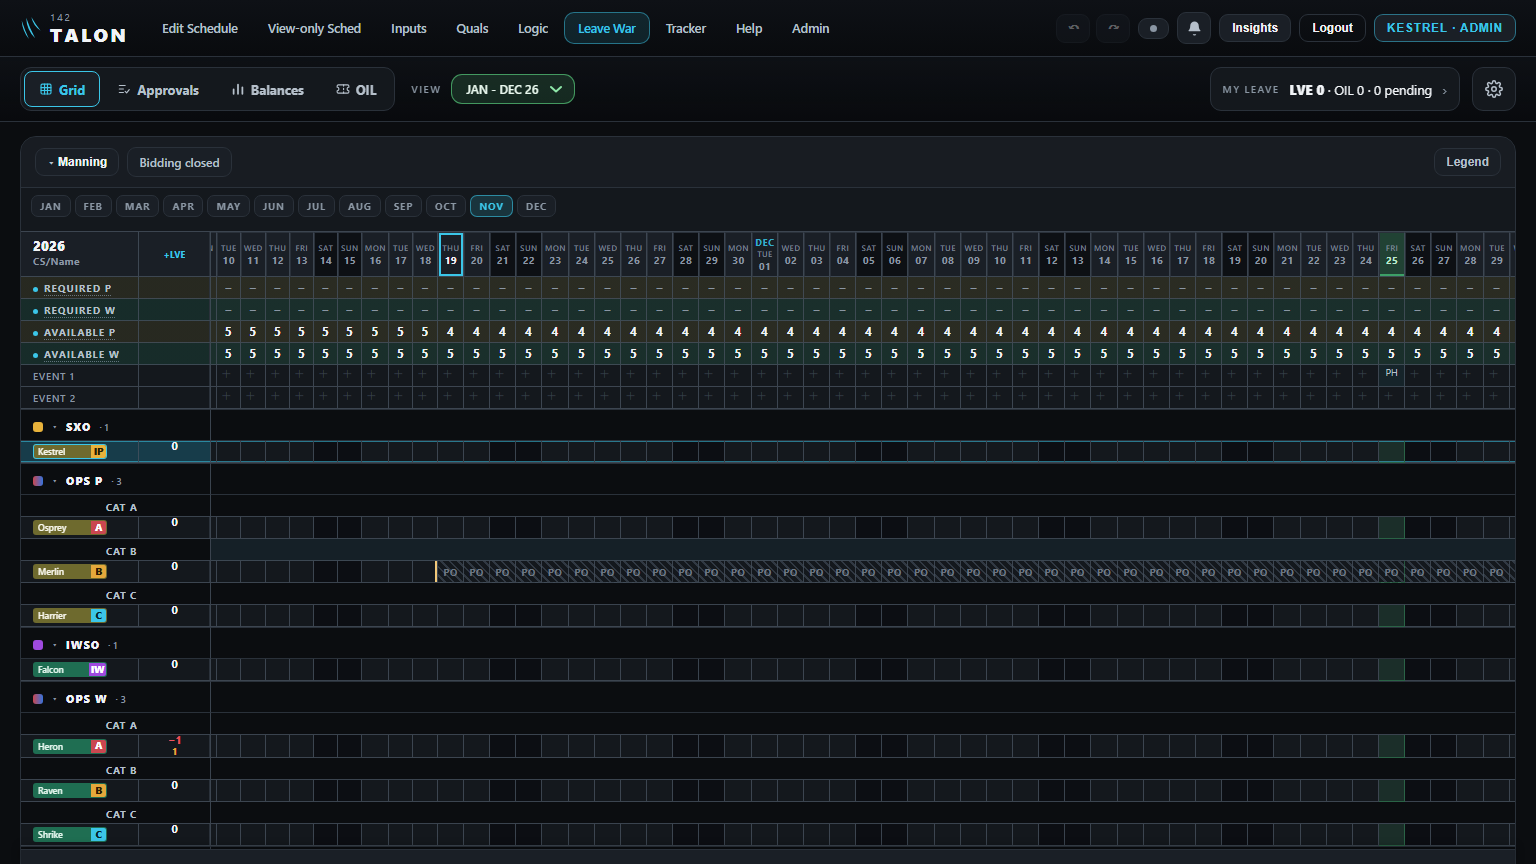 142
TALON
Edit Schedule View-only Sched Inputs Quals Logic Leave War Tracker Help Admin
Insights Logout KESTREL · ADMIN
Grid Approvals Balances OIL VIEW JAN - DEC 26
MY LEAVE LVE 0 · OIL 0 · 0 pending ›
Manning Bidding closed Legend
JAN FEB MAR APR MAY JUN JUL AUG SEP OCT NOV DEC
2026
CS/Name
+LVE
TUE 10 WED 11 THU 12 FRI 13 SAT 14 SUN 15 MON 16 TUE 17 WED 18 THU 19 FRI 20 SAT 21 SUN 22 MON 23 TUE 24 WED 25 THU 26 FRI 27 SAT 28 SUN 29 MON 30 DEC TUE 01 WED 02 THU 03 FRI 04 SAT 05 SUN 06 MON 07 TUE 08 WED 09 THU 10 FRI 11 SAT 12 SUN 13 MON 14 TUE 15 WED 16 THU 17 FRI 18 SAT 19 SUN 20 MON 21 TUE 22 WED 23 THU 24 FRI 25 SAT 26 SUN 27 MON 28 TUE 29
REQUIRED P – – – – – – – – – – – – – – – – – – – – – – – – – – – – – – – – – – – – – – – – – – – – – – – – – –
REQUIRED W – – – – – – – – – – – – – – – – – – – – – – – – – – – – – – – – – – – – – – – – – – – – – – – – – –
AVAILABLE P 5 5 5 5 5 5 5 5 5 4 4 4 4 4 4 4 4 4 4 4 4 4 4 4 4 4 4 4 4 4 4 4 4 4 4 4 4 4 4 4 4 4 4 4 4 4 4 4 4 4
AVAILABLE W 5 5 5 5 5 5 5 5 5 5 5 5 5 5 5 5 5 5 5 5 5 5 5 5 5 5 5 5 5 5 5 5 5 5 5 5 5 5 5 5 5 5 5 5 5 5 5 5 5 5
EVENT 1 + + + + + + + + + + + + + + + + + + + + + + + + + + + + + + + + + + + + + + + + + + + + + PH + + + +
EVENT 2 + + + + + + + + + + + + + + + + + + + + + + + + + + + + + + + + + + + + + + + + + + + + + + + + + +
SXO · 1
Kestrel IP 0
OPS P · 3
CAT A
Osprey A 0
CAT B
Merlin B 0 PO PO PO PO PO PO PO PO PO PO PO PO PO PO PO PO PO PO PO PO PO PO PO PO PO PO PO PO PO PO PO PO PO PO PO PO PO PO PO PO PO
CAT C
Harrier C 0
IWSO · 1
Falcon IW 0
OPS W · 3
CAT A
Heron A −1
1
CAT B
Raven B 0
CAT C
Shrike C 0